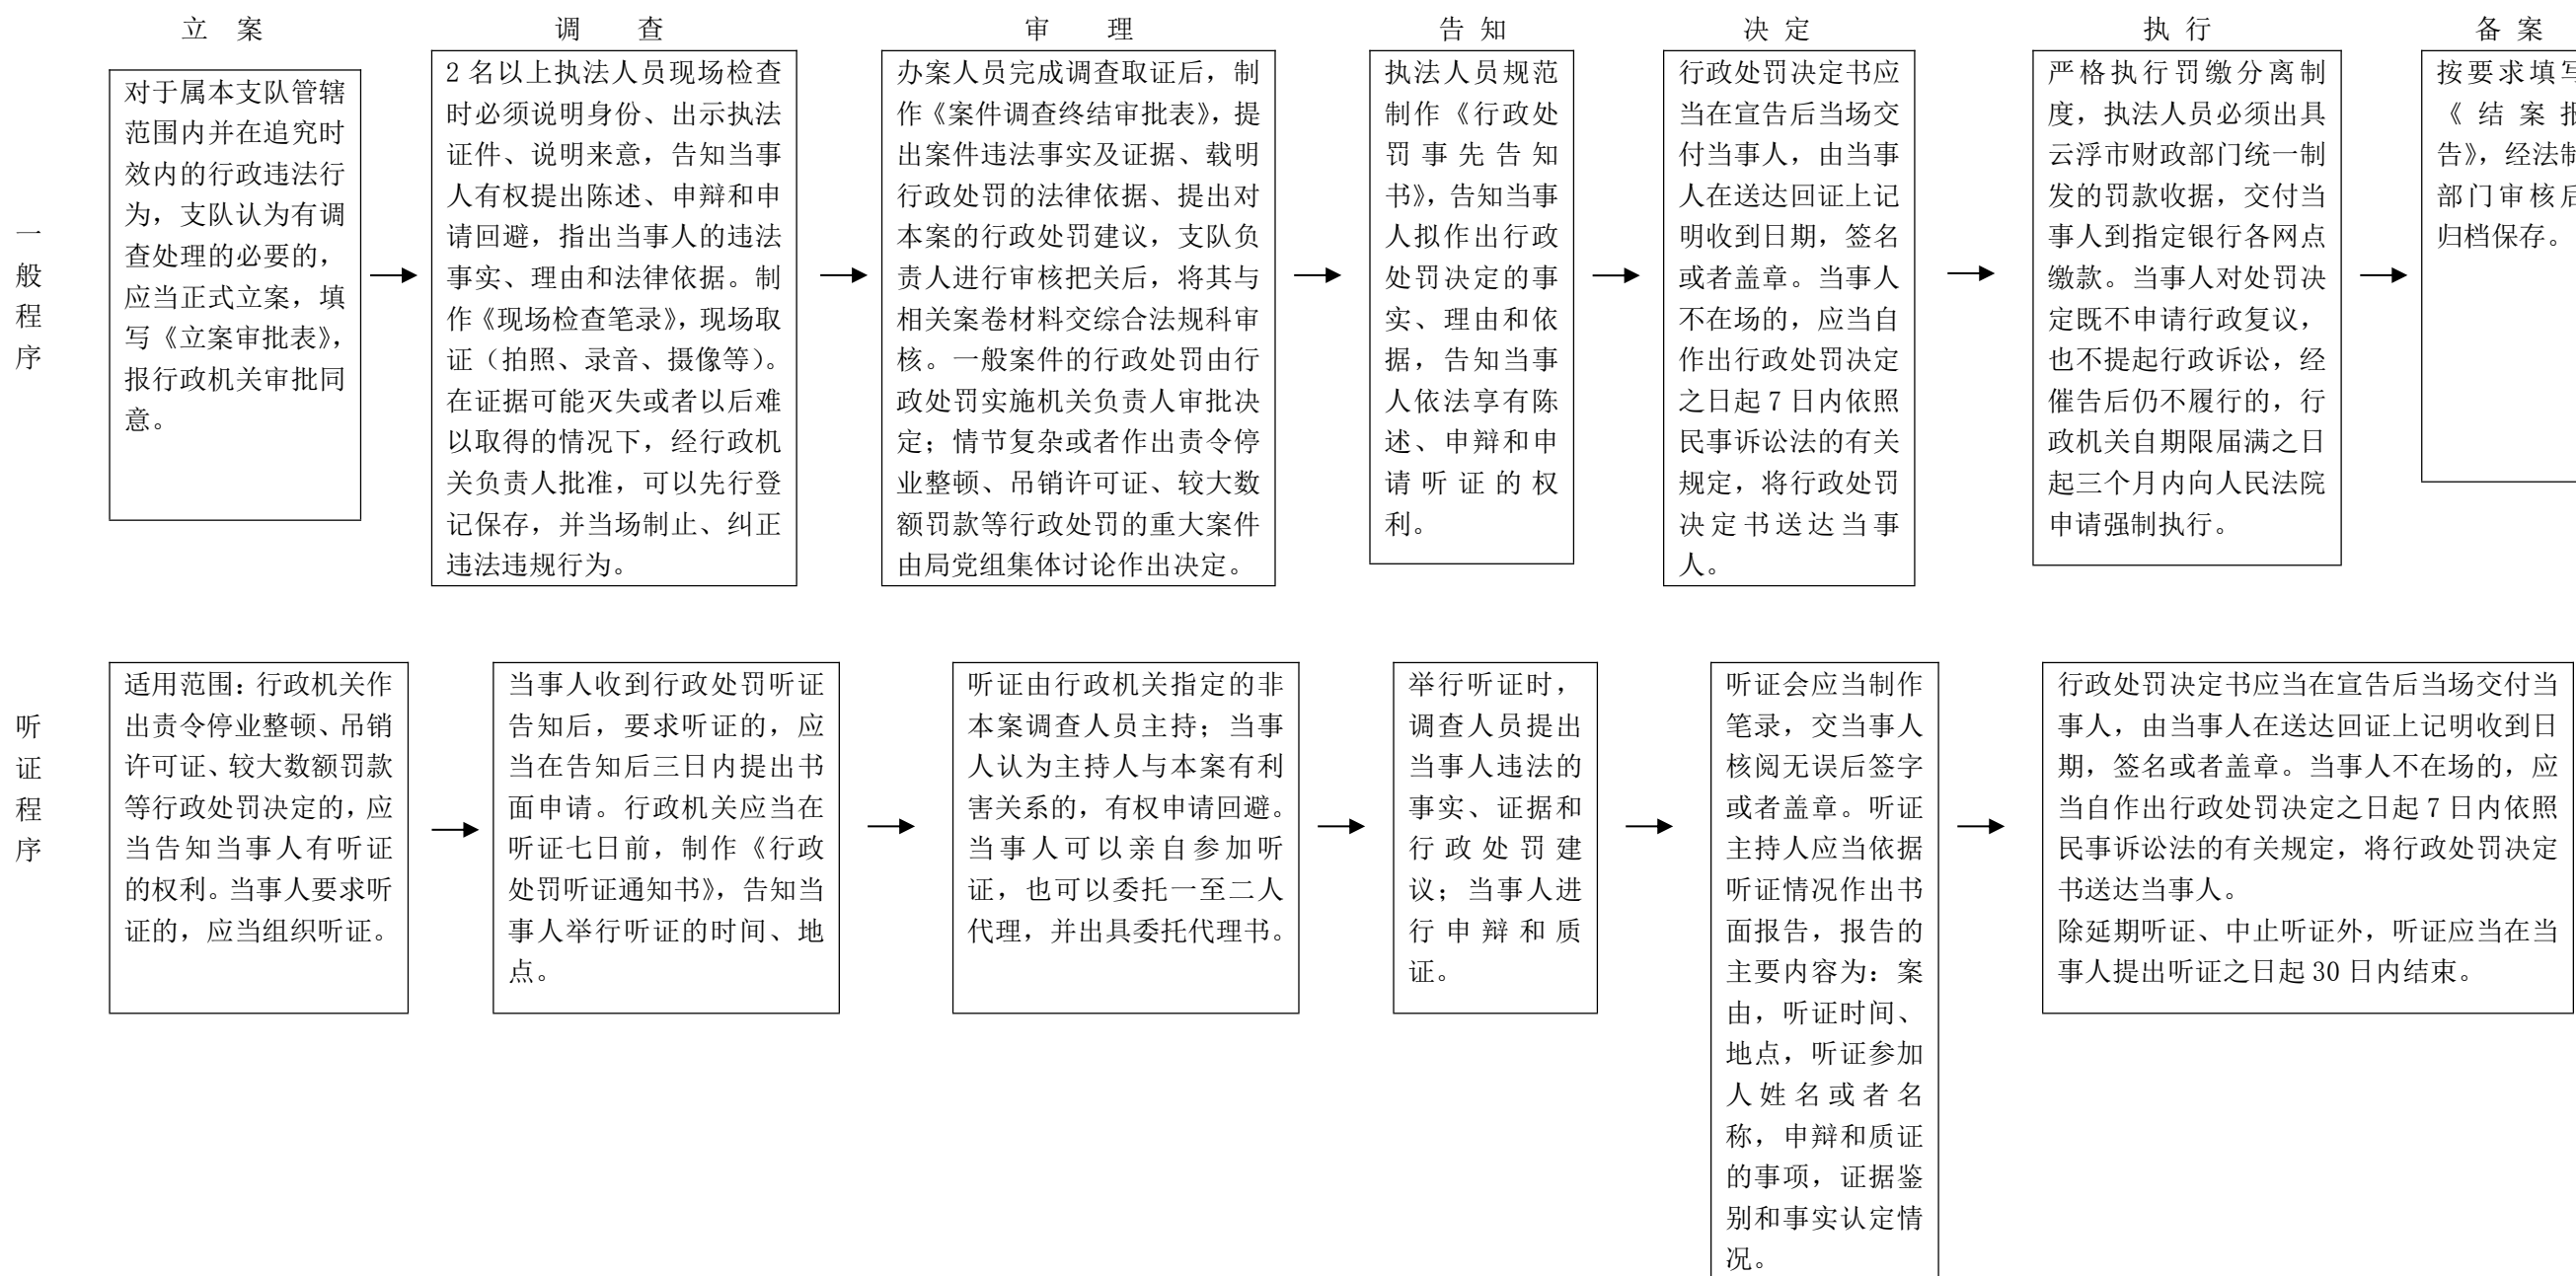 立 案
调 查
审 理
告 知
决 定
执 行
备 案
一
般
程
序
对于属本支队管辖
范围内并在追究时
效内的行政违法行
为，支队认为有调
查处理的必要的，
应当正式立案，填
写《立案审批表》，
报行政机关审批同
意。
2 名以上执法人员现场检查
时必须说明身份、出示执法
证件、说明来意，告知当事
人有权提出陈述、申辩和申
请回避，指出当事人的违法
事实、理由和法律依据。制
作《现场检查笔录》，现场取
证（拍照、录音、摄像等）。
在证据可能灭失或者以后难
以取得的情况下，经行政机
关负责人批准，可以先行登
记保存，并当场制止、纠正
违法违规行为。
办案人员完成调查取证后，制
作《案件调查终结审批表》，提
出案件违法事实及证据、载明
行政处罚的法律依据、提出对
本案的行政处罚建议，支队负
责人进行审核把关后，将其与
相关案卷材料交综合法规科审
核。一般案件的行政处罚由行
政处罚实施机关负责人审批决
定；情节复杂或者作出责令停
业整顿、吊销许可证、较大数
额罚款等行政处罚的重大案件
由局党组集体讨论作出决定。
执法人员规范
制作《行政处
罚事先告知
书》，告知当事
人拟作出行政
处罚决定的事
实、理由和依
据，告知当事
人依法享有陈
述、申辩和申
请听证的权
利。
行政处罚决定书应
当在宣告后当场交
付当事人，由当事
人在送达回证上记
明收到日期，签名
或者盖章。当事人
不在场的，应当自
作出行政处罚决定
之日起 7 日内依照
民事诉讼法的有关
规定，将行政处罚
决定书送达当事
人。
严格执行罚缴分离制
度，执法人员必须出具
云浮市财政部门统一制
发的罚款收据，交付当
事人到指定银行各网点
缴款。当事人对处罚决
定既不申请行政复议，
也不提起行政诉讼，经
催告后仍不履行的，行
政机关自期限届满之日
起三个月内向人民法院
申请强制执行。
按要求填写
《结案报
告》，经法制
部门审核后
归档保存。
听
证
程
序
适用范围：行政机关作
出责令停业整顿、吊销
许可证、较大数额罚款
等行政处罚决定的，应
当告知当事人有听证
的权利。当事人要求听
证的，应当组织听证。
当事人收到行政处罚听证
告知后，要求听证的，应
当在告知后三日内提出书
面申请。行政机关应当在
听证七日前，制作《行政
处罚听证通知书》，告知当
事人举行听证的时间、地
点。
听证由行政机关指定的非
本案调查人员主持；当事
人认为主持人与本案有利
害关系的，有权申请回避。
当事人可以亲自参加听
证，也可以委托一至二人
代理，并出具委托代理书。
举行听证时，
调查人员提出
当事人违法的
事实、证据和
行政处罚建
议；当事人进
行申辩和质
证。
听证会应当制作
笔录，交当事人
核阅无误后签字
或者盖章。听证
主持人应当依据
听证情况作出书
面报告，报告的
主要内容为：案
由，听证时间、
地点，听证参加
人姓名或者名
称，申辩和质证
的事项，证据鉴
别和事实认定情
况。
行政处罚决定书应当在宣告后当场交付当
事人，由当事人在送达回证上记明收到日
期，签名或者盖章。当事人不在场的，应
当自作出行政处罚决定之日起 7 日内依照
民事诉讼法的有关规定，将行政处罚决定
书送达当事人。
除延期听证、中止听证外，听证应当在当
事人提出听证之日起 30 日内结束。